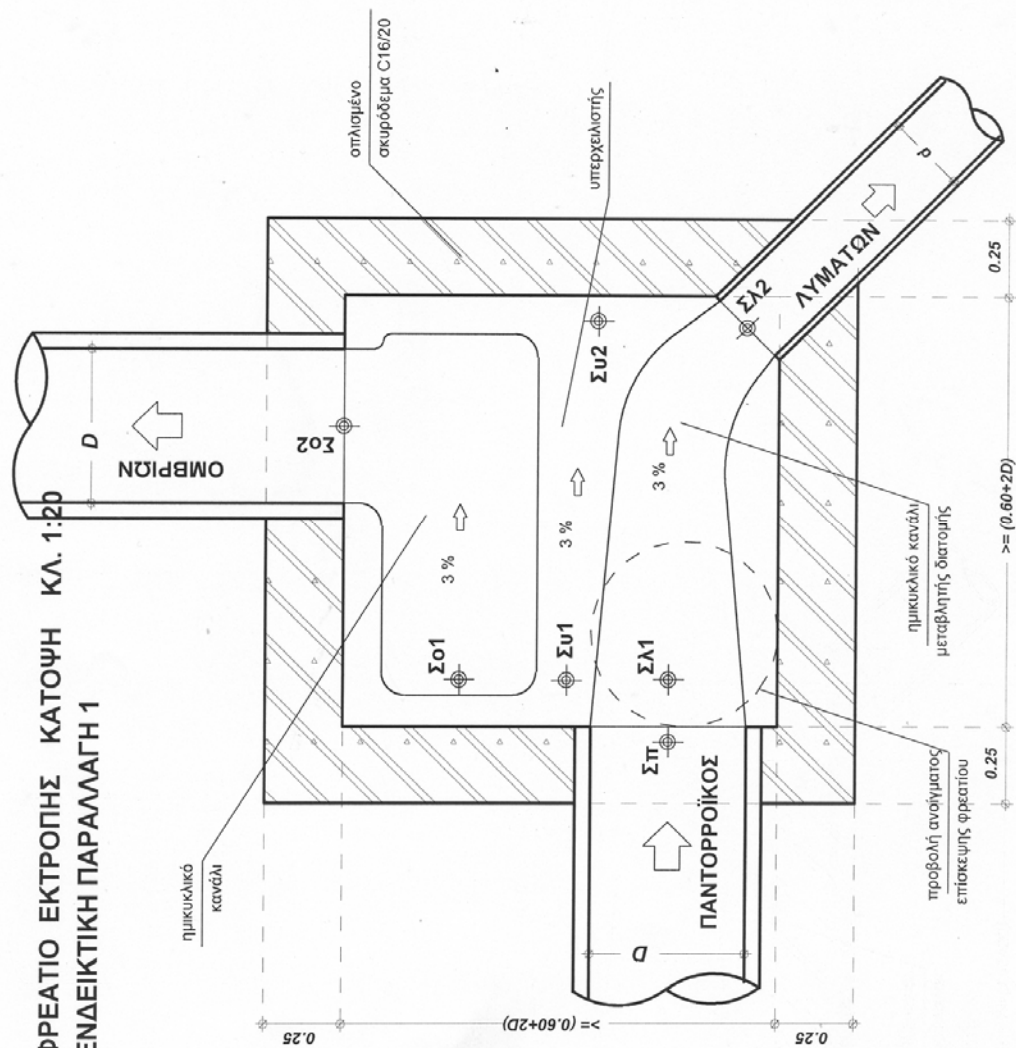 ΦΡΕΑΤΙΟ ΕΚΤΡΟΠΗΣ ΚΑΤΟΨΗ ΚΛ. 1:20
ΕΝΔΕΙΚΤΙΚΗ ΠΑΡΑΛΛΑΓΗ 1
οπλισμένο
σκυρόδεμα C16/20
υπερχειλιστής
ημικυκλικό
κανάλι
D
ΟΜΒΡΙΩΝ
Σο2
Σο1
3 %
Συ1
3 %
Συ2
Σλ1
3 %
Σλ2
ΛΥΜΑΤΩΝ
d
Σπ
ΠΑΝΤΟΡΡΟΪΚΟΣ
D
ημικυκλικό κανάλι
μεταβλητής διατομής
προβολή ανοίγματος
επίσκεψης φρεατίου
0.25
>= (0.60+2D)
0.25
0.25
>= (0.60+2D)
0.25